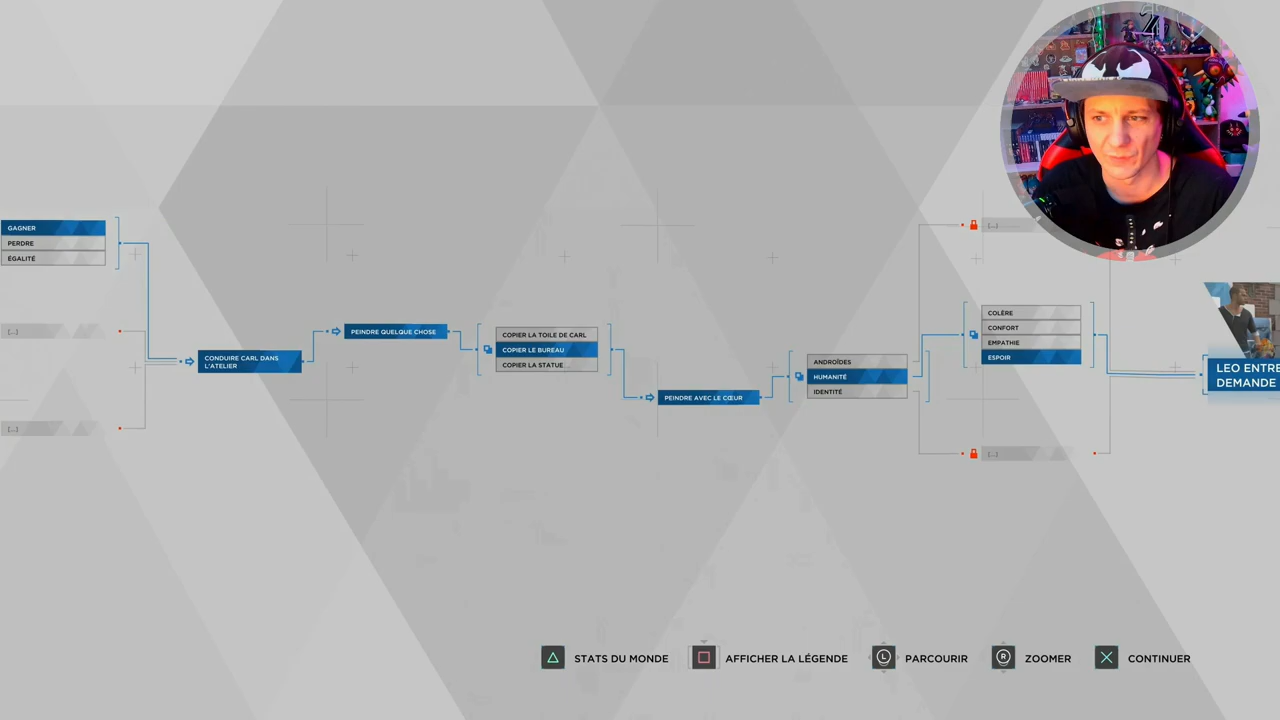 GAGNER
PERDRE
ÉGALITÉ
[...]
[...]
CONDUIRE CARL DANS
L'ATELIER
PEINDRE QUELQUE CHOSE
COPIER LA TOILE DE CARL
COPIER LE BUREAU
COPIER LA STATUE
PEINDRE AVEC LE CŒUR
ANDROÏDES
HUMANITÉ
IDENTITÉ
[...]
COLÈRE
CONFORT
EMPATHIE
ESPOIR
[...]
LEO ENTRE
DEMANDE
STATS DU MONDE
AFFICHER LA LÉGENDE
L
PARCOURIR
R
ZOOMER
CONTINUER